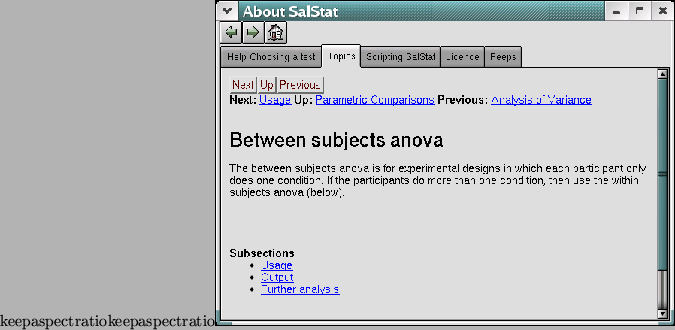 About SalStat
Help Choosing a test Topics Scripting SalStat Licence Peeps
Next Up Previous
Next: Usage Up: Parametric Comparisons Previous: Analysis of Variance
Between subjects anova
The between subjects anova is for experimental designs in which each participant only
does one condition. If the participants do more than one condition, then use the within
subjects anova (below).
Subsections
Usage
Output
Further analysis
keepaspectratiokeepaspectratio